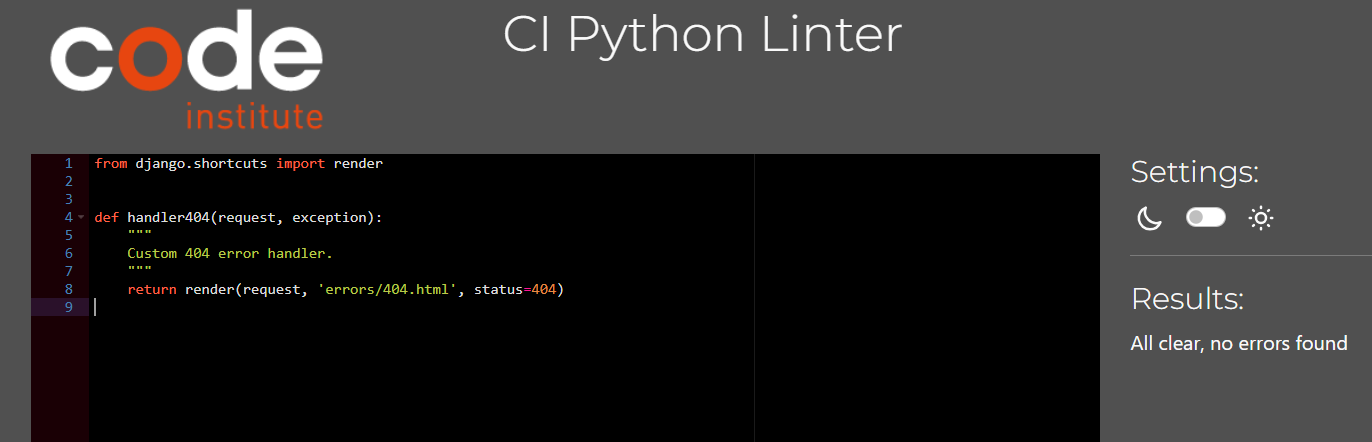 code
institute
CI Python Linter
1 from django.shortcuts import render
2
3
4 def handler404(request, exception):
5     """
6     Custom 404 error handler.
7     """
8     return render(request, 'errors/404.html', status=404)
9
Settings:
Results:
All clear, no errors found